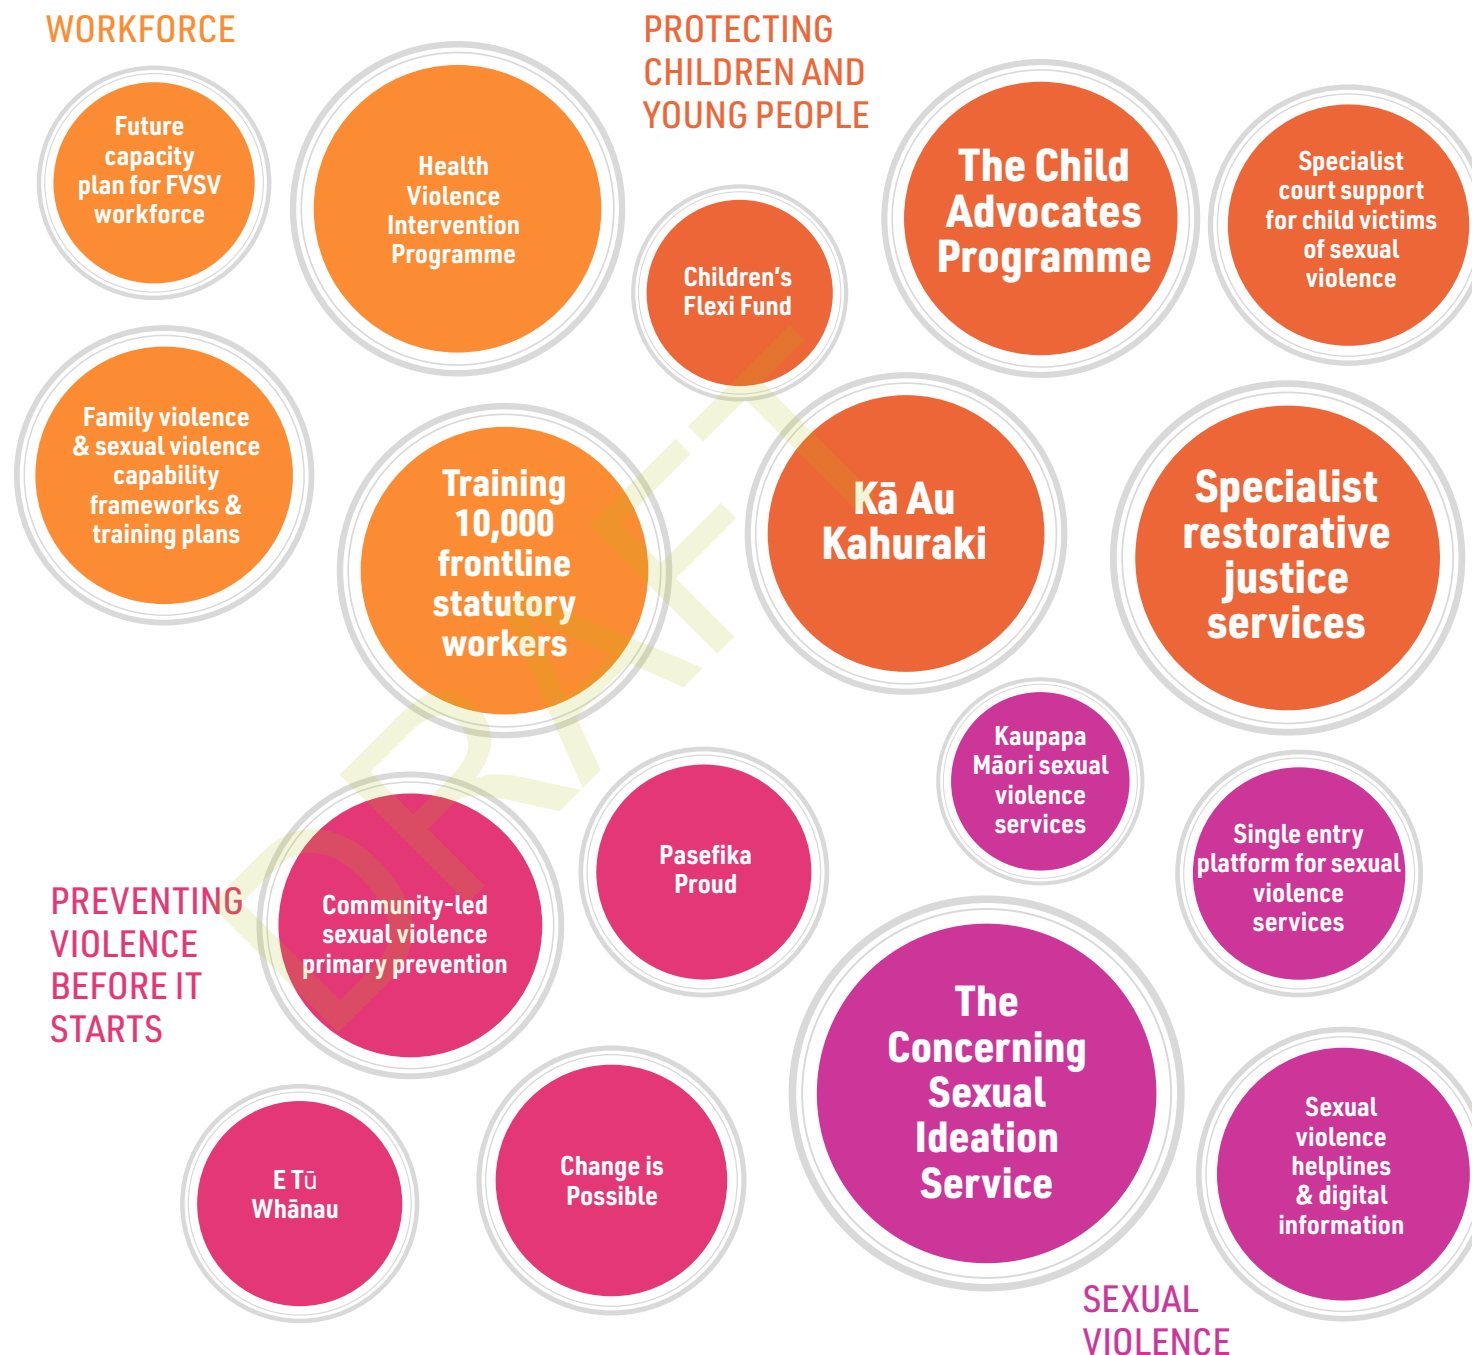 WORKFORCE
Future
capacity
plan for FVSV
workforce
Health
Violence
Intervention
Programme
Family violence
& sexual violence
capability
frameworks &
training plans
Training
10,000
frontline
statutory
workers
PROTECTING
CHILDREN AND
YOUNG PEOPLE
Children's
Flexi Fund
The Child
Advocates
Programme
Specialist
court support
for child victims
of sexual
violence
Kā Au
Kahuraki
Specialist
restorative
justice
services
PREVENTING
VIOLENCE
BEFORE IT
STARTS
Community-led
sexual violence
primary prevention
Pasefika
Proud
E Tū
Whānau
Change is
Possible
Kaupapa
Māori sexual
violence
services
Single entry
platform for sexual
violence
services
The
Concerning
Sexual
Ideation
Service
Sexual
violence
helplines
& digital
information
SEXUAL
VIOLENCE
DRAFT